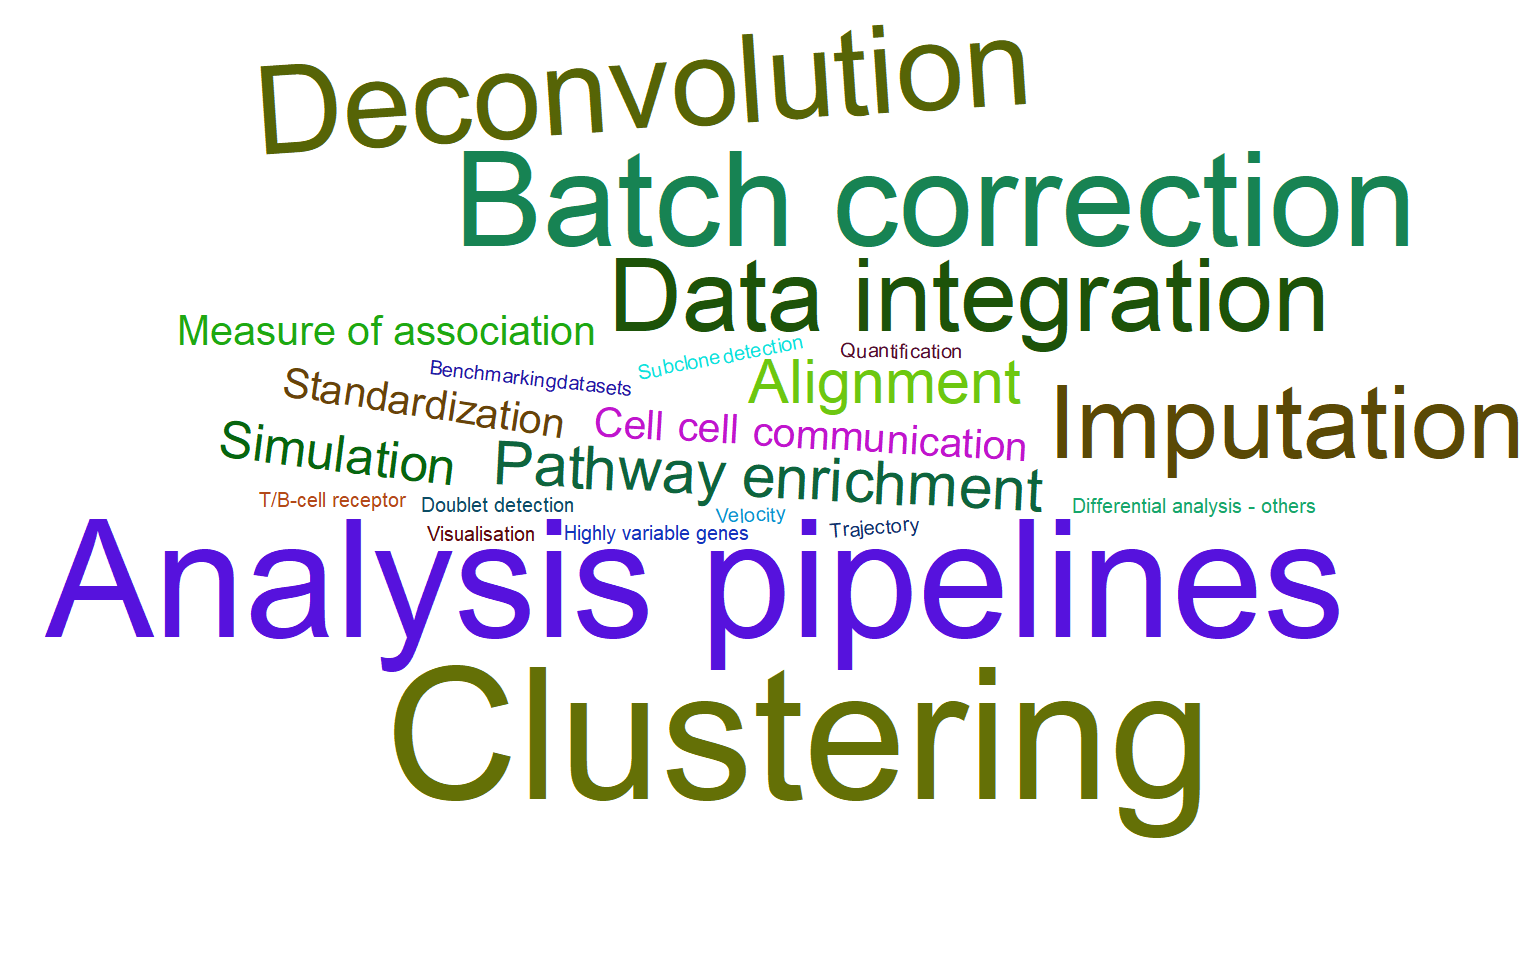 Deconvolution
Batch correction
Data integration
Measure of association
Subclone detection
Quantification
Benchmarkingdatasets
Alignment
Standardization
Imputation
Cell cell communication
Simulation
Pathway enrichment
T/B-cell receptor
Doublet detection
Velocity
Differential analysis - others
Visualisation
Highly variable genes
Trajectory
Analysis pipelines
Clustering